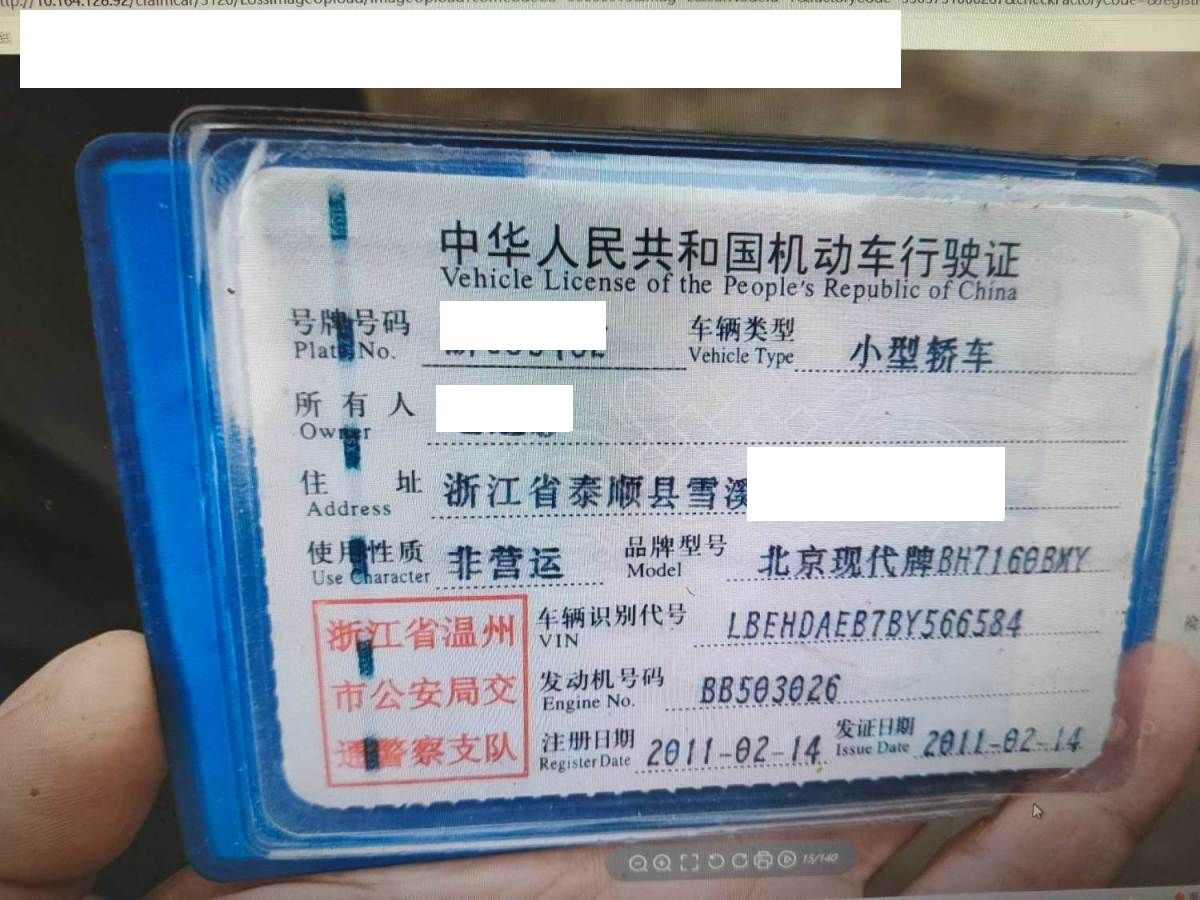 中华人民共和国机动车行驶证
Vehicle License of the People's Republic of China
号牌号码
Plate No.
车辆类型 小型轿车
Vehicle Type
所有人
Owner
住址 浙江省泰顺县雪溪
Address
使用性质 非营运
Use Character
品牌型号 北京现代牌BH7160BMY
Model
浙江省温州
市公安局交
通警察支队
车辆识别代号 LBEHDAEB7BY566584
VIN
发动机号码 BB503026
Engine No.
注册日期 2011-02-14
Register Date
发证日期 2011-02-14
Issue Date
15/140